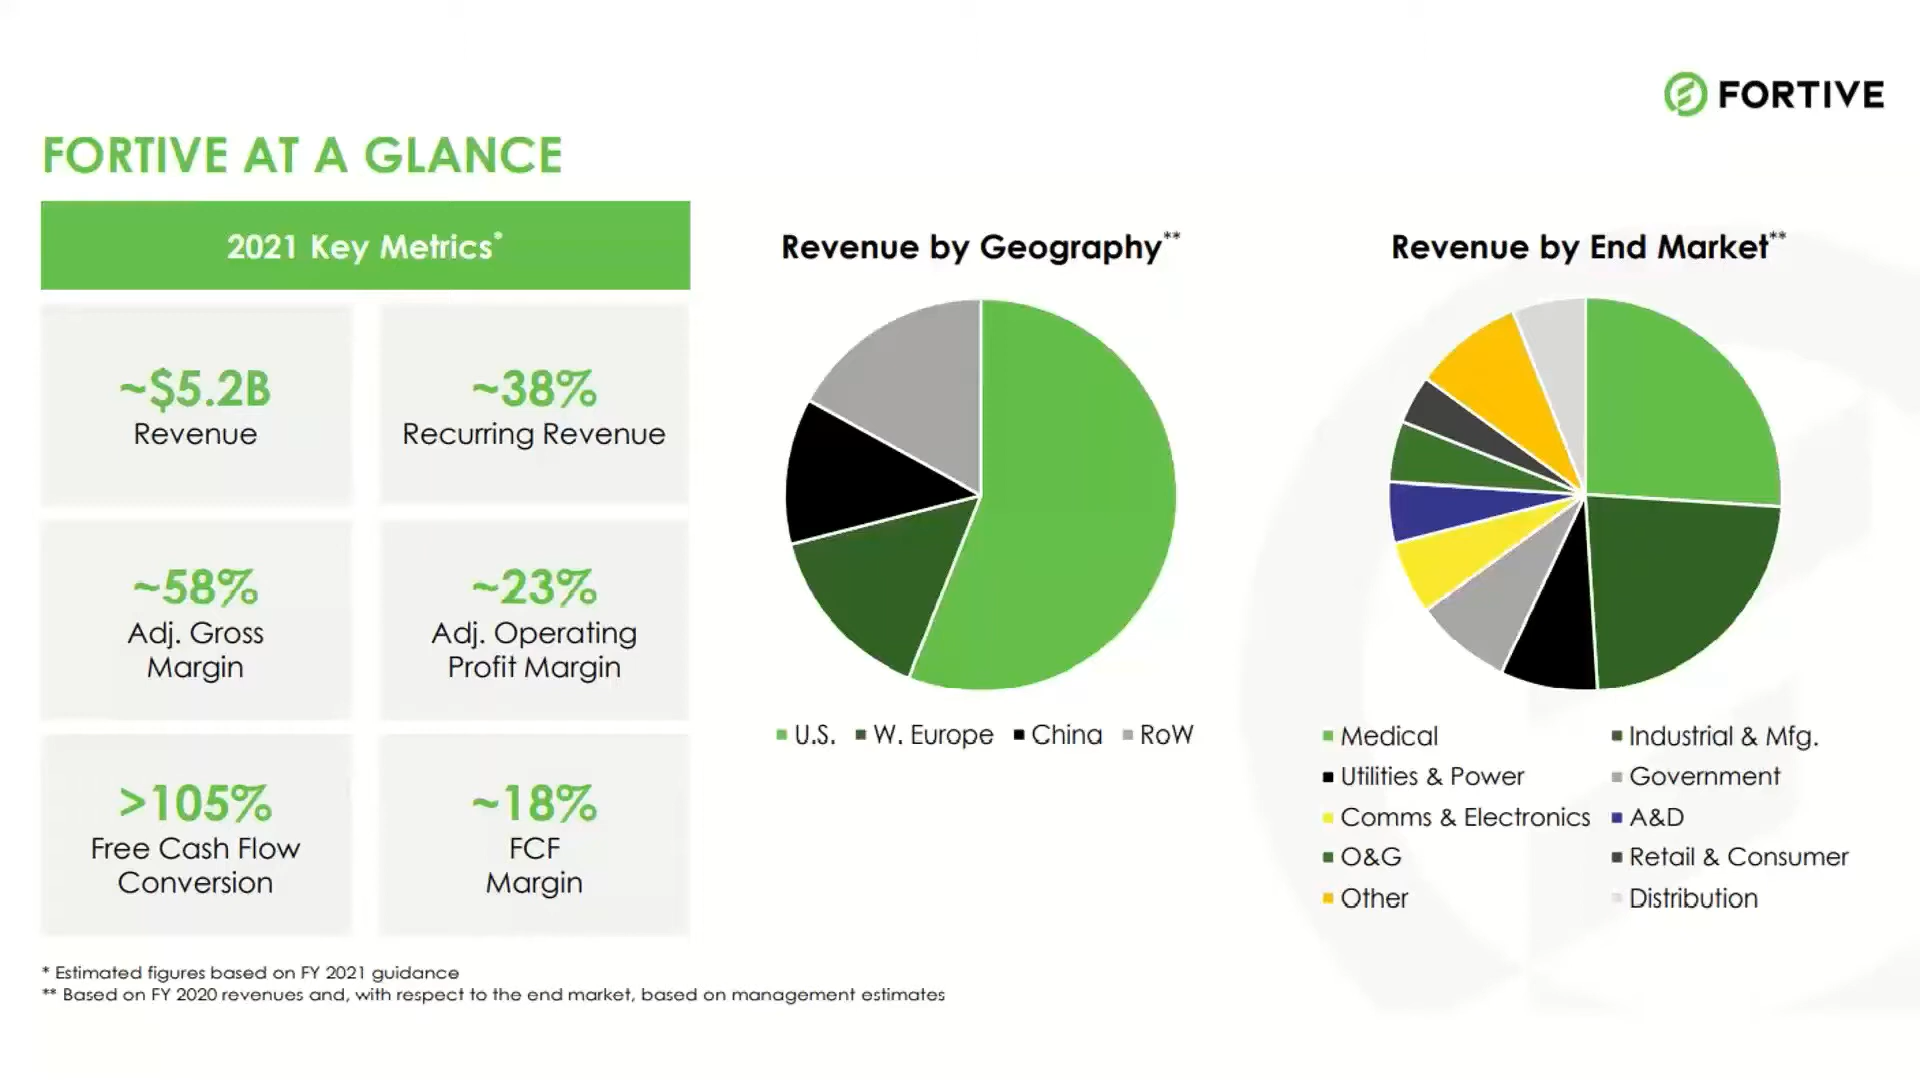 FORTIVE
FORTIVE AT A GLANCE
2021 Key Metrics*
~$5.2B
Revenue
~38%
Recurring Revenue
~58%
Adj. Gross
Margin
~23%
Adj. Operating
Profit Margin
>105%
Free Cash Flow
Conversion
~18%
FCF
Margin
Revenue by Geography**
U.S. W. Europe China RoW
Revenue by End Market**
Medical Industrial & Mfg.
Utilities & Power Government
Comms & Electronics A&D
O&G Retail & Consumer
Other Distribution
* Estimated figures based on FY 2021 guidance
** Based on FY 2020 revenues and, with respect to the end market, based on management estimates